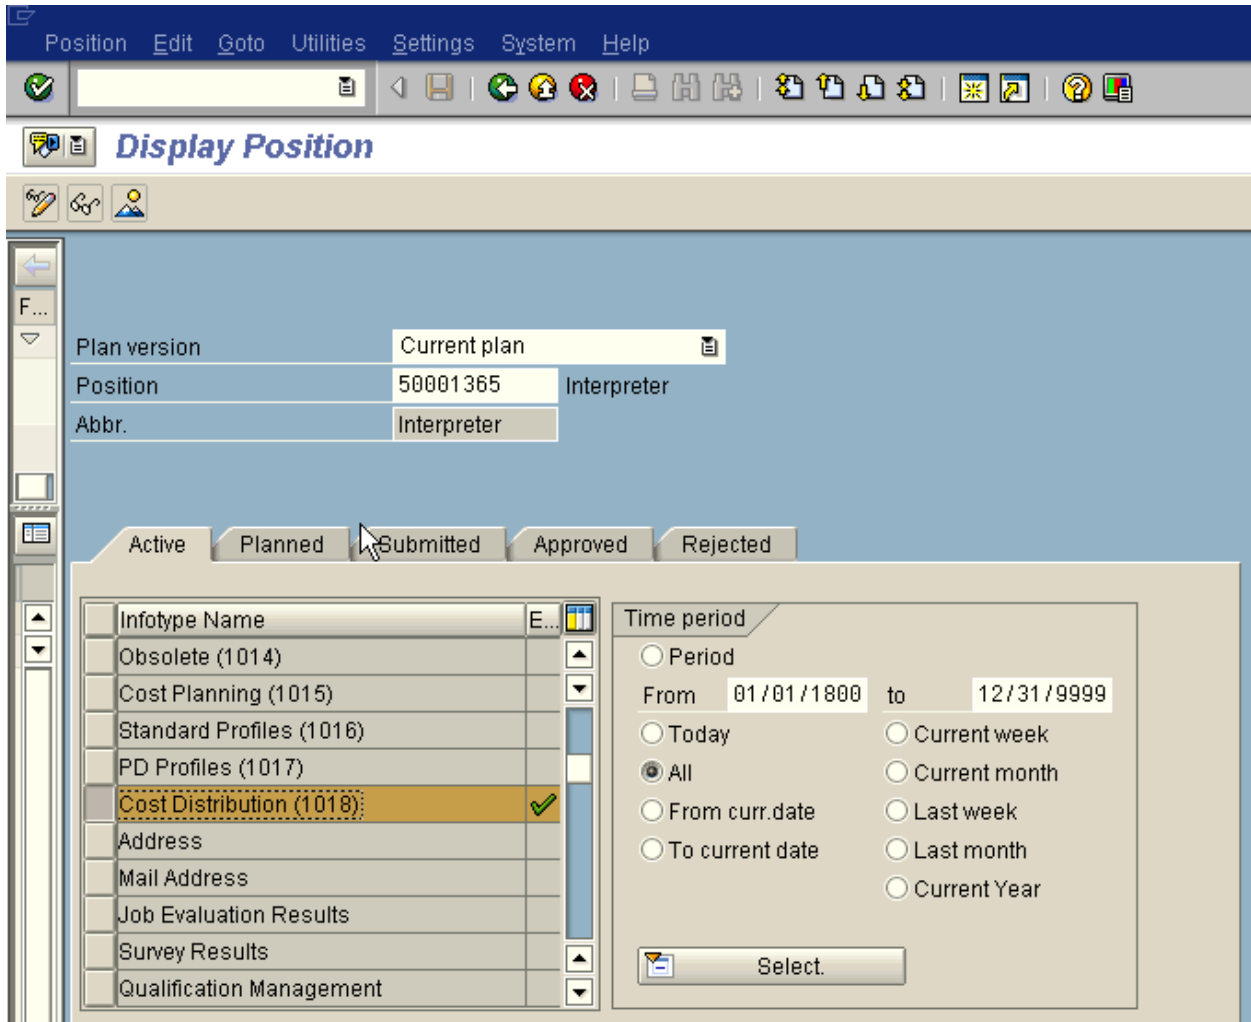 Position Edit Goto Utilities Settings System Help
Display Position
F...
Plan version Current plan
Position 50001365 Interpreter
Abbr. Interpreter
Active Planned Submitted Approved Rejected
Infotype Name E... Time period
Obsolete (1014) Period
Cost Planning (1015) From 01/01/1800 to 12/31/9999
Standard Profiles (1016) Today Current week
PD Profiles (1017) All Current month
Cost Distribution (1018) From curr.date Last week
Address To current date Last month
Mail Address Current Year
Job Evaluation Results
Survey Results Select.
Qualification Management